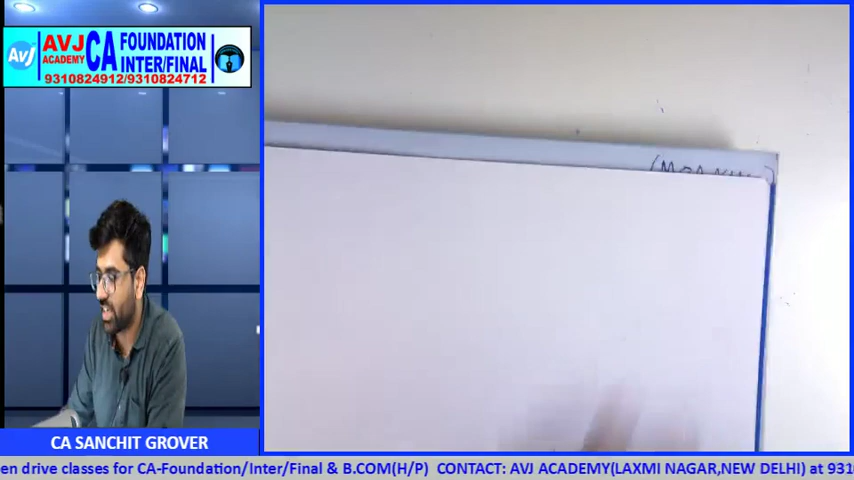 AVJ
ACADEMY
CA FOUNDATION
INTER/FINAL
9310824912/9310824712
AVJ
CA SANCHIT GROVER
en drive classes for CA-Foundation/Inter/Final & B.COM(H/P) CONTACT: AVJ ACADEMY(LAXMI NAGAR,NEW DELHI) at 931